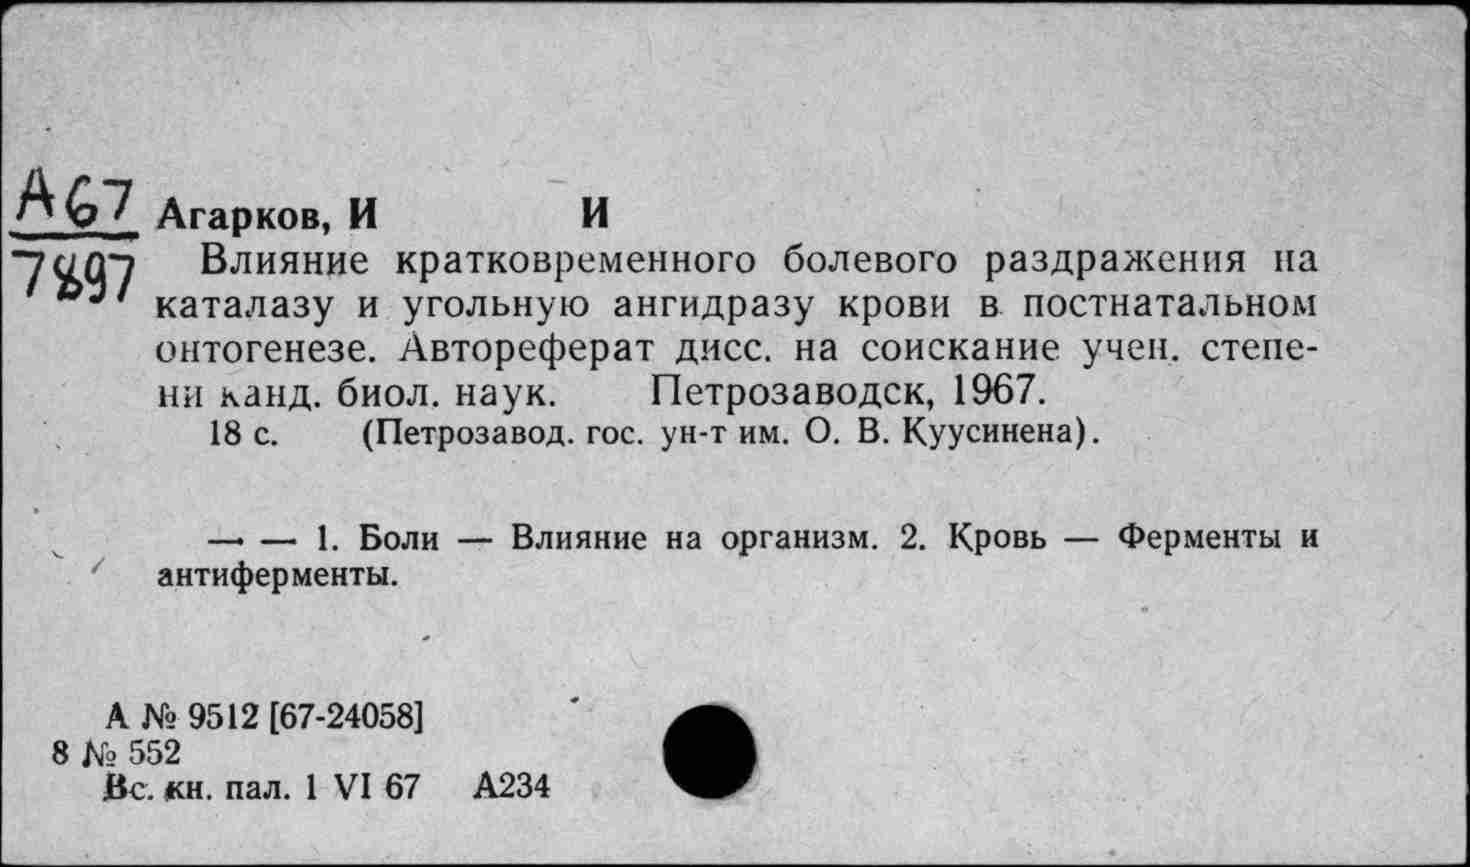 А67
7897
Агарков, И И
Влияние кратковременного болевого раздражения на
каталазу и угольную ангидразу крови в постнатальном
онтогенезе. Автореферат дисс. на соискание учен. степе-
ни канд. биол. наук. Петрозаводск, 1967.
18 с. (Петрозавод. гос. ун-т им. О. В. Куусинена).
— — 1. Боли — Влияние на организм. 2. Кровь — Ферменты и
антиферменты.
А № 9512 [67-24058]
8 № 552
Вс. кн. пал. 1 VI 67 А234